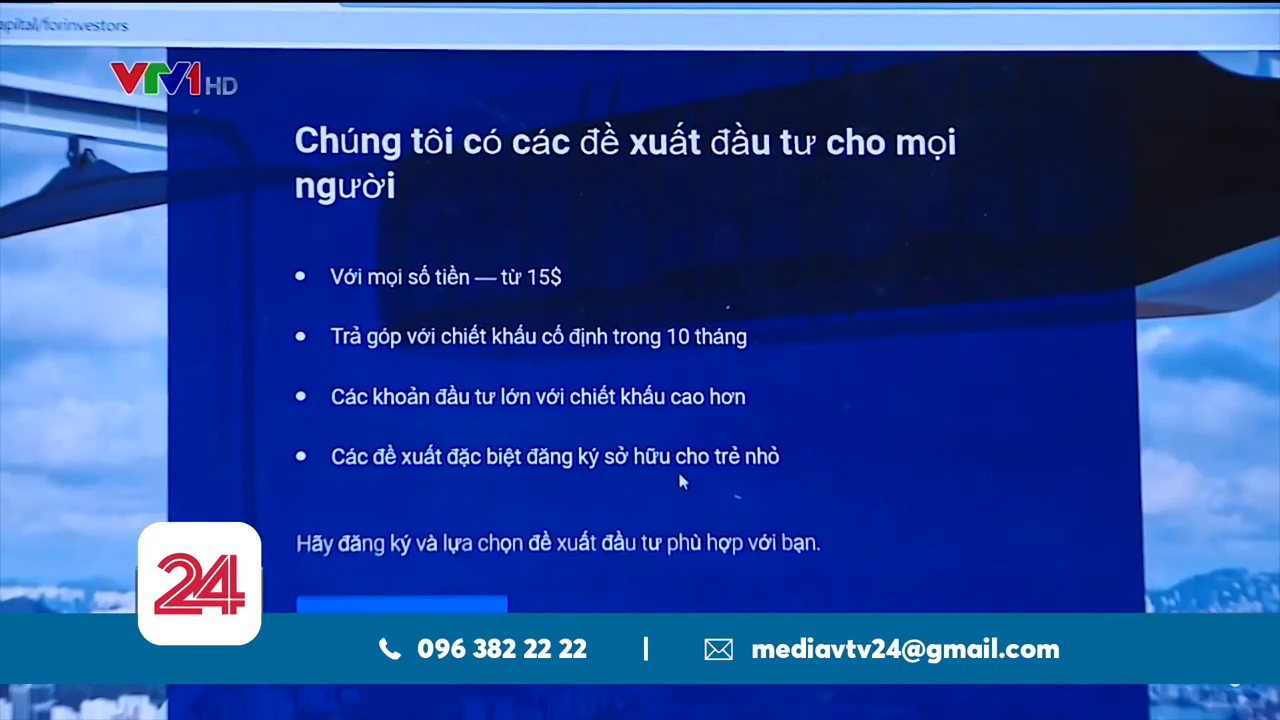 apital/forinvestors
VTV1 HD
Chúng tôi có các đề xuất đầu tư cho mọi
người
• Với mọi số tiền — từ 15$
• Trả góp với chiết khấu cố định trong 10 tháng
• Các khoản đầu tư lớn với chiết khấu cao hơn
• Các đề xuất đặc biệt đăng ký sở hữu cho trẻ nhỏ
Hãy đăng ký và lựa chọn đề xuất đầu tư phù hợp với bạn.
24
096 382 22 22 | mediavtv24@gmail.com